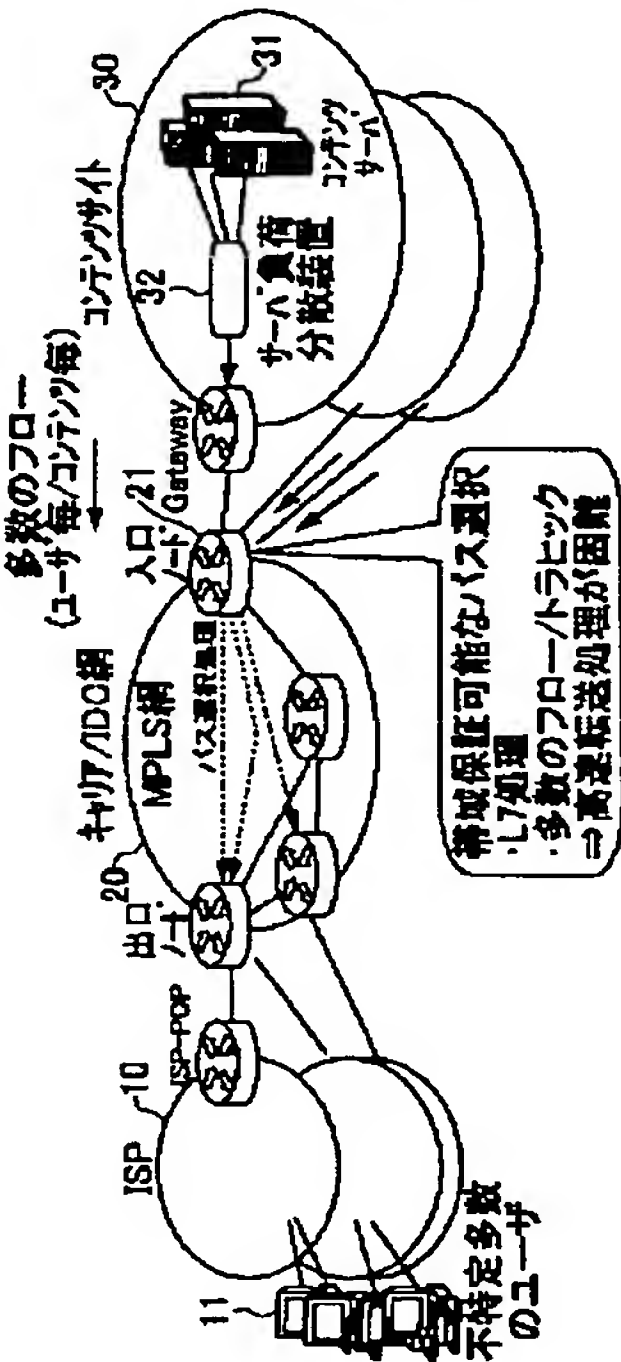 多数のフロー
(ユーザ毎/コンテンツ毎)
コンテンツサイト
30
31
コンテンツ
サーバ
32
サーバ負荷
分散装置
Gateway
入口
ノード
21
キャリア/IDC網
20
MPLS網
パス選択処理
出口
ノード
ISP-POP
ISP
10
11
不特定多数
のユーザ
帯域保証可能なパス選択
・L7処理
・多数のフロー/トラヒック
⇒高速転送処理が困難